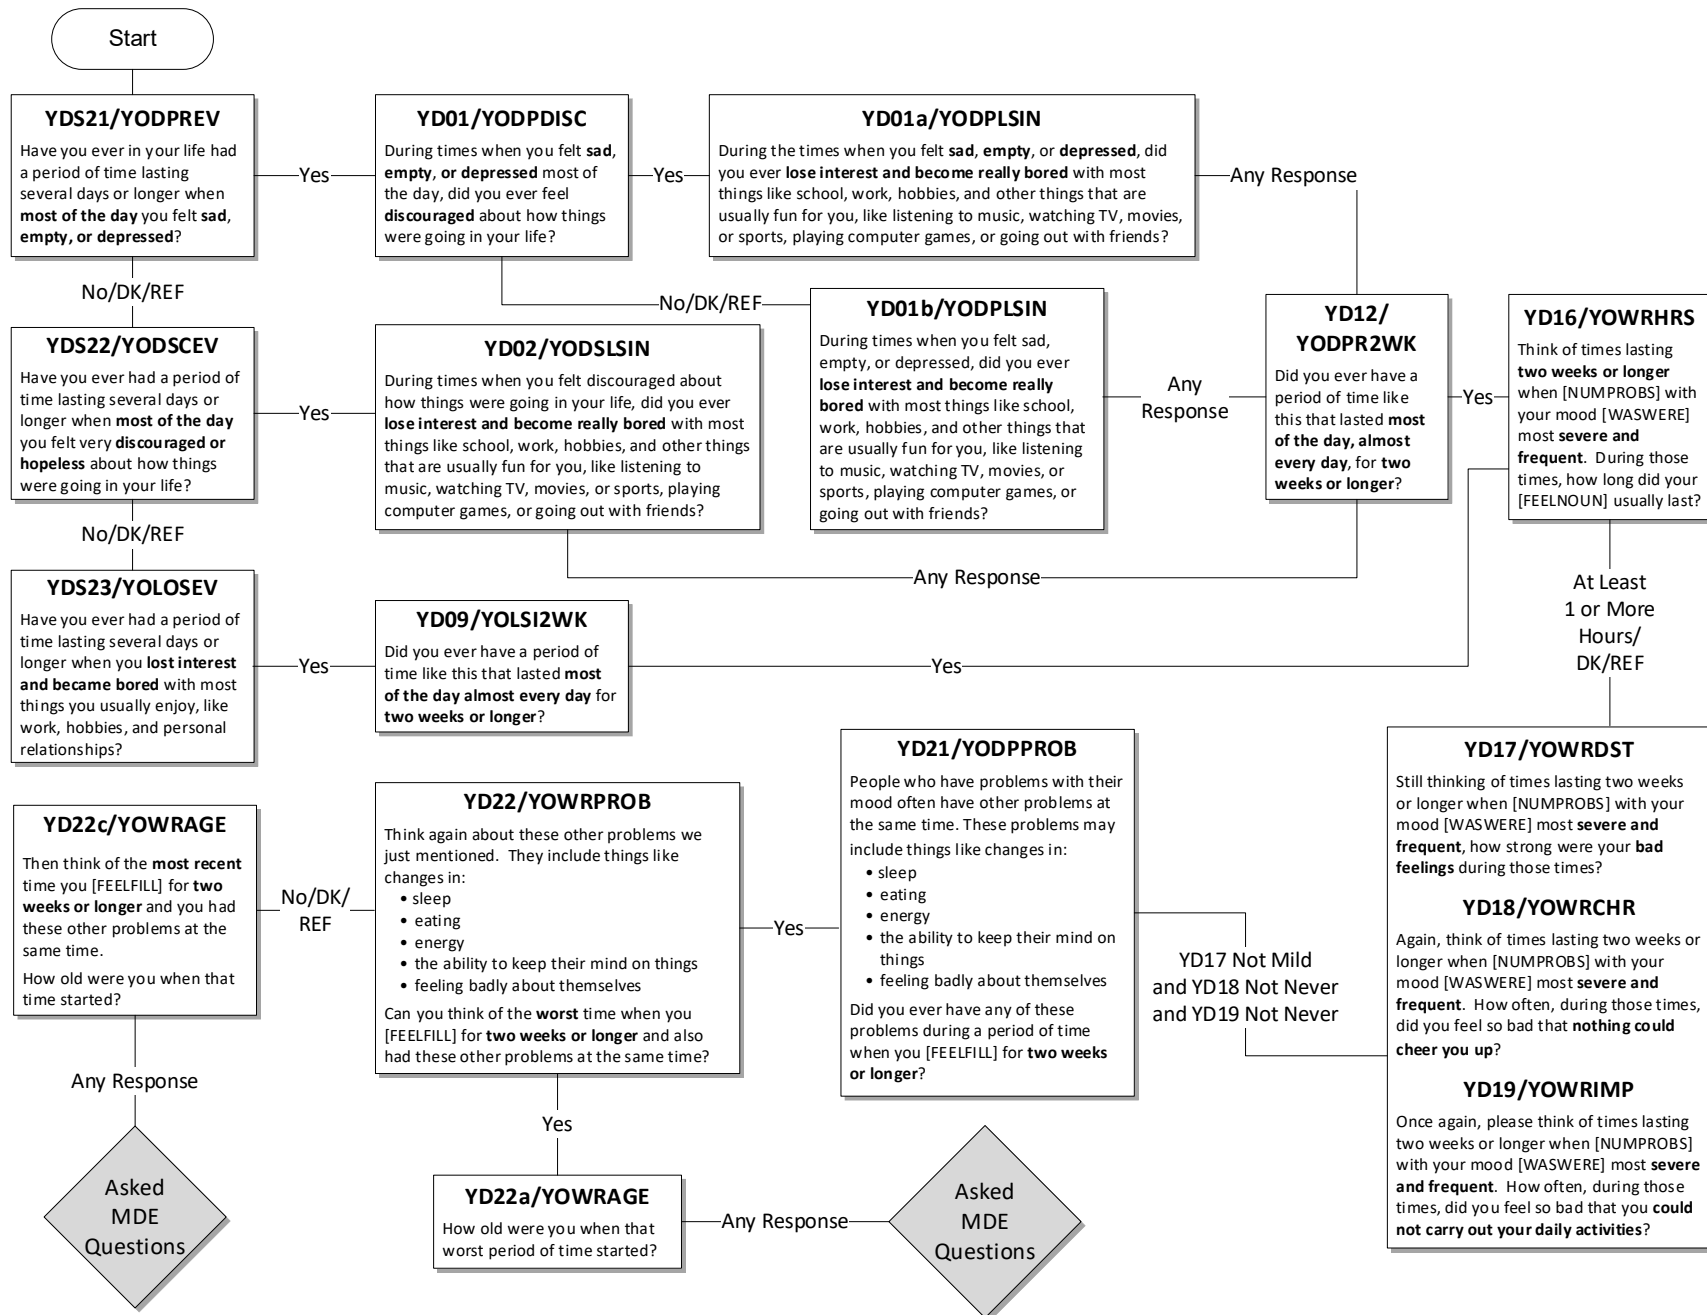 Start
YDS21/YODPREV
Have you ever in your life had
a period of time lasting
several days or longer when
most of the day you felt sad,
empty, or depressed?
Yes
YD01/YODPDISC
During times when you felt sad,
empty, or depressed most of
the day, did you ever feel
discouraged about how things
were going in your life?
Yes
YD01a/YODPLSIN
During the times when you felt sad, empty, or depressed, did
you ever lose interest and become really bored with most
things like school, work, hobbies, and other things that are
usually fun for you, like listening to music, watching TV, movies,
or sports, playing computer games, or going out with friends?
Any Response
No/DK/REF
No/DK/REF
YDS22/YODSCEV
Have you ever had a period of
time lasting several days or
longer when most of the day
you felt very discouraged or
hopeless about how things
were going in your life?
Yes
YD02/YODSLSIN
During times when you felt discouraged about
how things were going in your life, did you ever
lose interest and become really bored with most
things like school, work, hobbies, and other things
that are usually fun for you, like listening to
music, watching TV, movies, or sports, playing
computer games, or going out with friends?
YD01b/YODPLSIN
During times when you felt sad,
empty, or depressed, did you ever
lose interest and become really
bored with most things like school,
work, hobbies, and other things that
are usually fun for you, like listening
to music, watching TV, movies, or
sports, playing computer games, or
going out with friends?
Any
Response
YD12/
YODPR2WK
Did you ever have a
period of time like
this that lasted most
of the day, almost
every day, for two
weeks or longer?
Yes
YD16/YOWRHRS
Think of times lasting
two weeks or longer
when [NUMPROBS] with
your mood [WASWERE]
most severe and
frequent. During those
times, how long did your
[FEELNOUN] usually last?
No/DK/REF
Any Response
At Least
1 or More
Hours/
DK/REF
YDS23/YOLOSEV
Have you ever had a period of
time lasting several days or
longer when you lost interest
and became bored with most
things you usually enjoy, like
work, hobbies, and personal
relationships?
Yes
YD09/YOLSI2WK
Did you ever have a period of
time like this that lasted most
of the day almost every day for
two weeks or longer?
Yes
YD22c/YOWRAGE
Then think of the most recent
time you [FEELFILL] for two
weeks or longer and you had
these other problems at the
same time.
How old were you when that
time started?
No/DK/
REF
YD22/YOWRPROB
Think again about these other problems we
just mentioned. They include things like
changes in:
• sleep
• eating
• energy
• the ability to keep their mind on things
• feeling badly about themselves
Can you think of the worst time when you
[FEELFILL] for two weeks or longer and also
had these other problems at the same time?
Yes
YD21/YODPPROB
People who have problems with their
mood often have other problems at
the same time. These problems may
include things like changes in:
• sleep
• eating
• energy
• the ability to keep their mind on
things
• feeling badly about themselves
Did you ever have any of these
problems during a period of time
when you [FEELFILL] for two weeks
or longer?
YD17 Not Mild
and YD18 Not Never
and YD19 Not Never
YD17/YOWRDST
Still thinking of times lasting two weeks
or longer when [NUMPROBS] with your
mood [WASWERE] most severe and
frequent, how strong were your bad
feelings during those times?
YD18/YOWRCHR
Again, think of times lasting two weeks or
longer when [NUMPROBS] with your
mood [WASWERE] most severe and
frequent. How often, during those times,
did you feel so bad that nothing could
cheer you up?
YD19/YOWRIMP
Once again, please think of times lasting
two weeks or longer when [NUMPROBS]
with your mood [WASWERE] most severe
and frequent. How often, during those
times, did you feel so bad that you could
not carry out your daily activities?
Any Response
Asked
MDE
Questions
Yes
YD22a/YOWRAGE
How old were you when that
worst period of time started?
Any Response
Asked
MDE
Questions